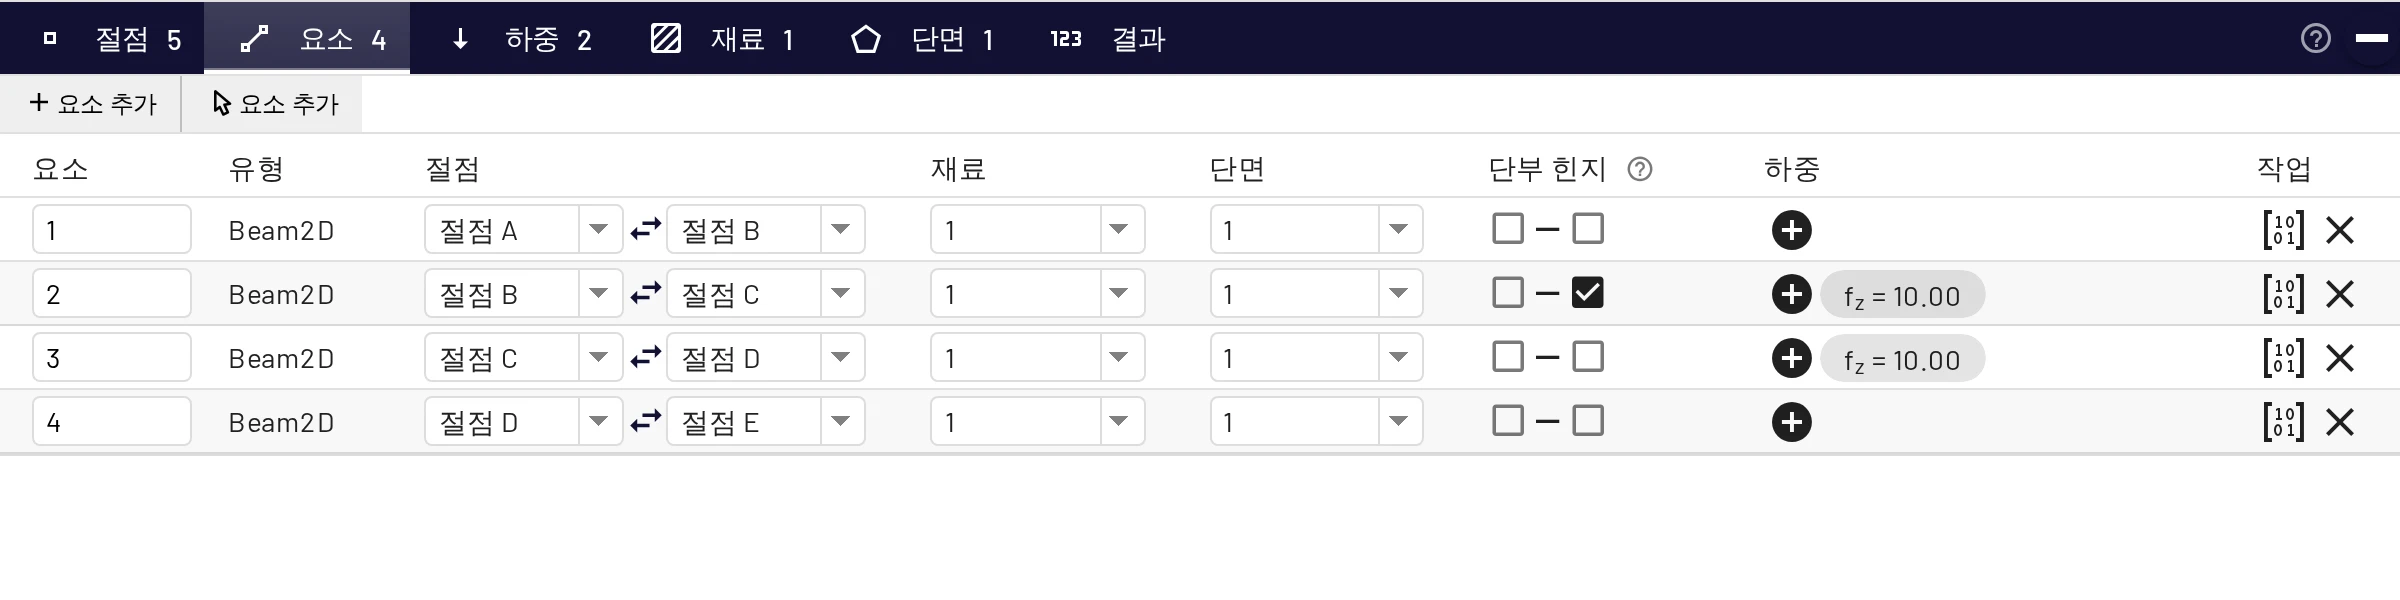 절점 5 요소 4 하중 2 재료 1 단면 1 123 결과
요소 추가 요소 추가
요소 유형 절점 재료 단면 단부 힌지 하중 작업
1 Beam2D 절점 A 절점 B 1 1
2 Beam2D 절점 B 절점 C 1 1 fz = 10.00
3 Beam2D 절점 C 절점 D 1 1 fz = 10.00
4 Beam2D 절점 D 절점 E 1 1